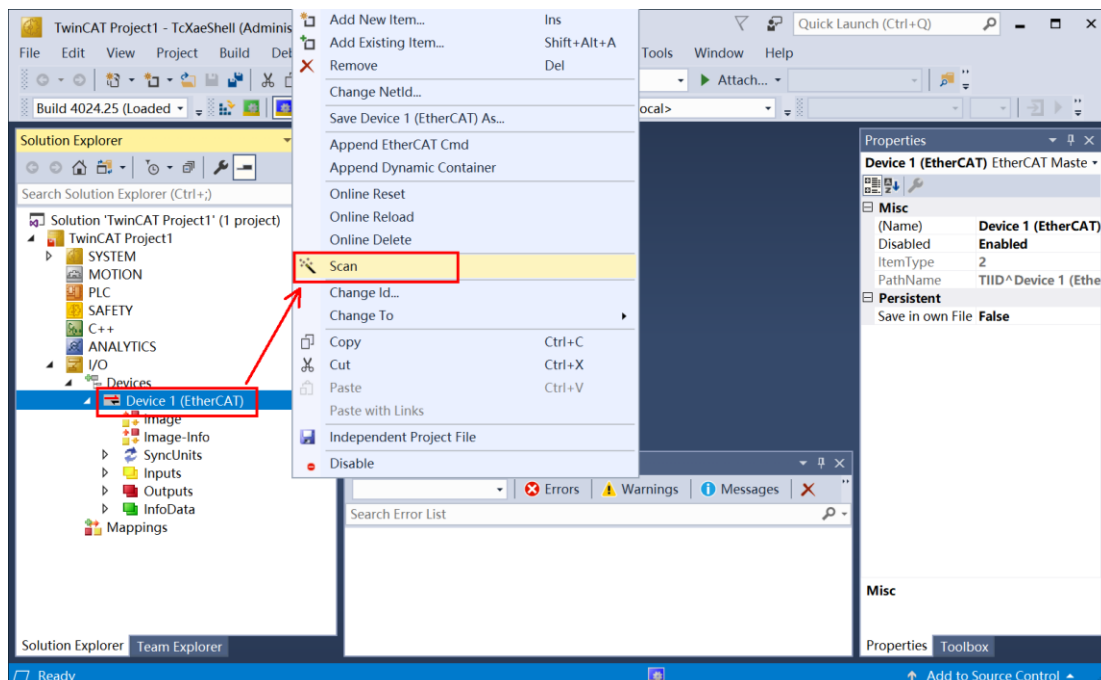 TwinCAT Project1 - TcXaeShell (Adminis
Quick Launch (Ctrl+Q)
File Edit View Project Build Deb
Tools Window Help
Attach...
Build 4024.25 (Loaded
ocal>
Add New Item... Ins
Add Existing Item... Shift+Alt+A
Remove Del
Change NetId...
Save Device 1 (EtherCAT) As...
Append EtherCAT Cmd
Append Dynamic Container
Online Reset
Online Reload
Online Delete
Scan
Change Id...
Change To
Copy Ctrl+C
Cut Ctrl+X
Paste Ctrl+V
Paste with Links
Independent Project File
Disable
Solution Explorer
Search Solution Explorer (Ctrl+;)
Solution 'TwinCAT Project1' (1 project)
TwinCAT Project1
SYSTEM
MOTION
PLC
SAFETY
C++
ANALYTICS
I/O
Devices
Device 1 (EtherCAT)
Image
Image-Info
SyncUnits
Inputs
Outputs
InfoData
Mappings
Solution Explorer Team Explorer
Errors Warnings Messages
Search Error List
Properties
Device 1 (EtherCAT) EtherCAT Maste
Misc
(Name) Device 1 (EtherCAT)
Disabled Enabled
ItemType 2
PathName TIID^Device 1 (Ethe
Persistent
Save in own File False
Misc
Properties Toolbox
Ready
Add to Source Control